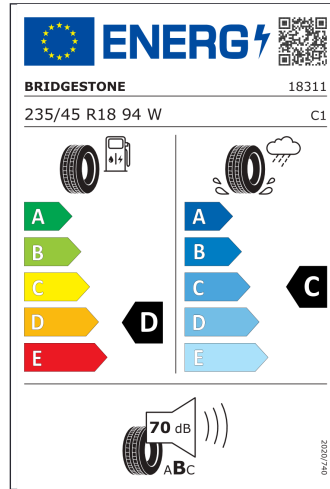 ENERG
BRIDGESTONE 18311
235/45 R18 94 W C1
A A
B B
C C C
D D D
E E
70 dB
ABC
2020/740